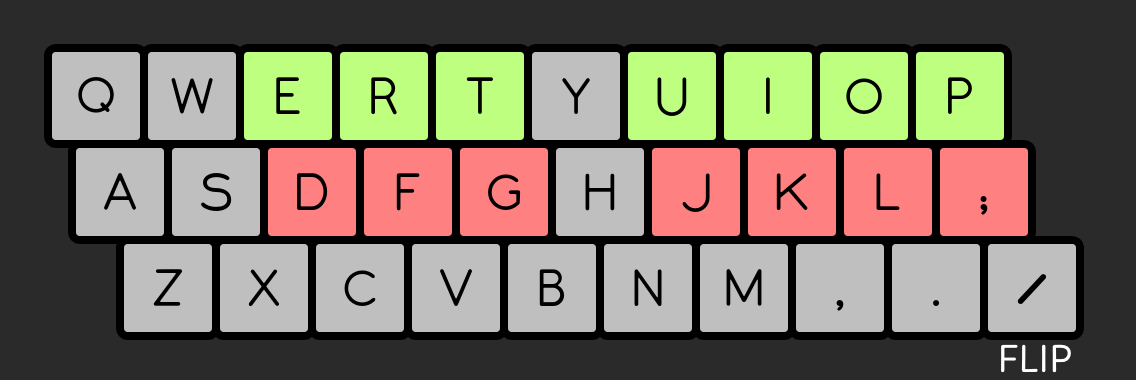 Q W E R T Y U I O P
A S D F G H J K L ;
Z X C V B N M , . /
FLIP